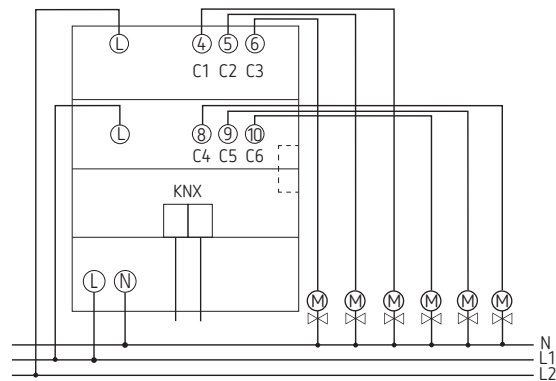 L 4 5 6
C1 C2 C3
L 8 9 10
C4 C5 C6
KNX
L N
M M M M M M
N
L1
L2